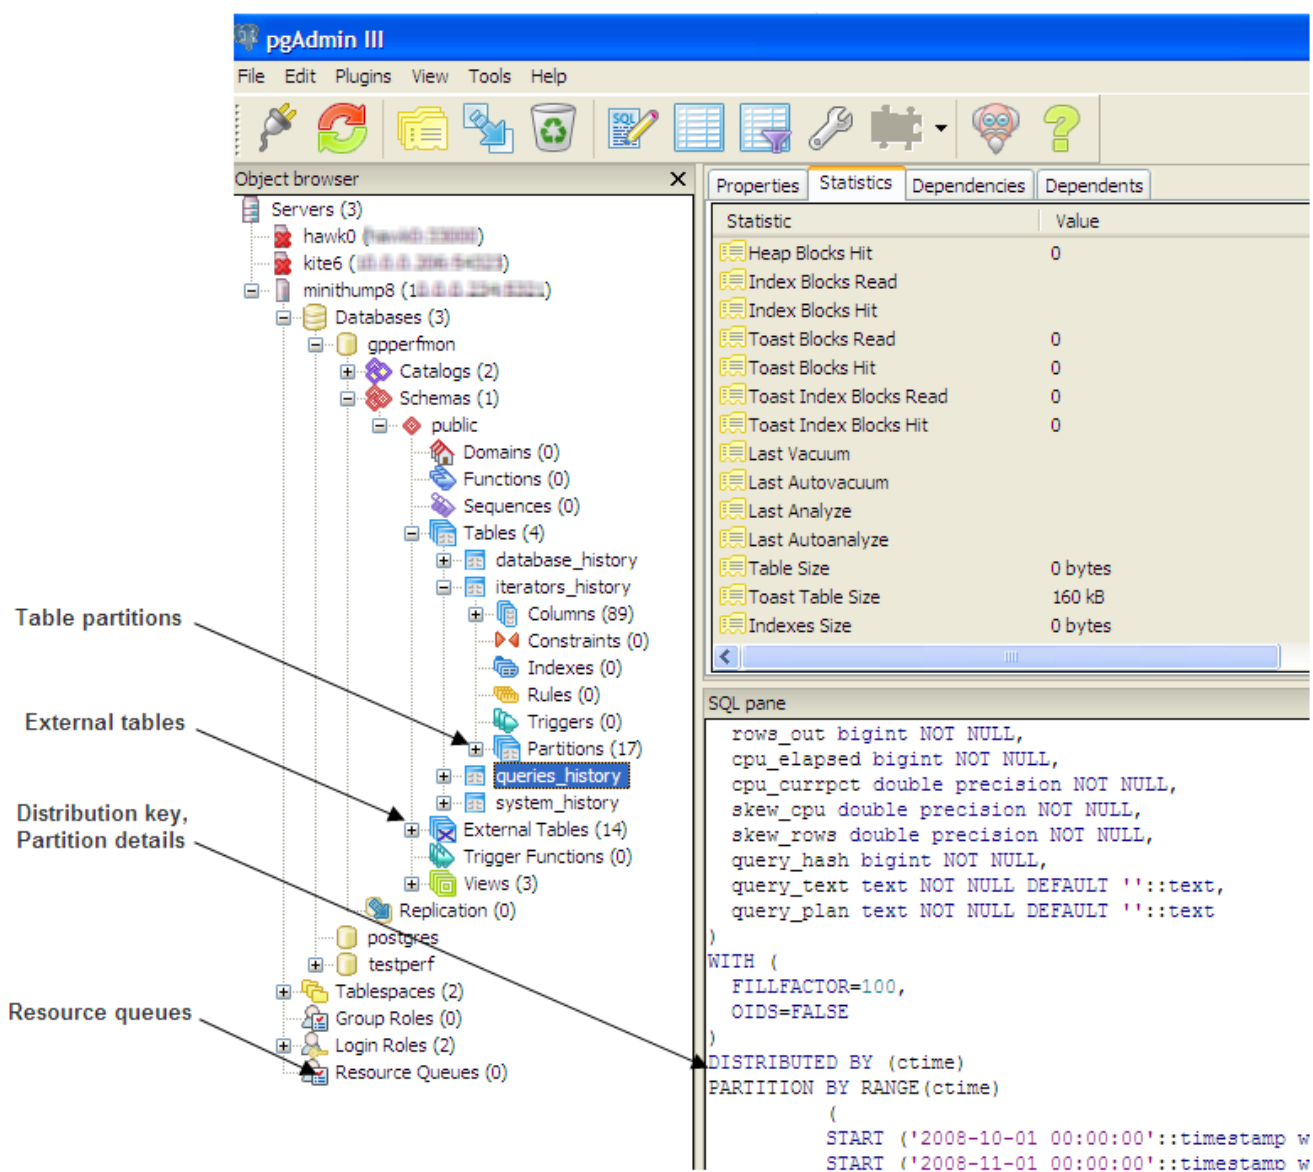 pgAdmin III
File Edit Plugins View Tools Help
SQL
Object browser X
Servers (3)
hawk0 ( )
kite6 ( )
minithump8 (1 )
Databases (3)
gpperfmon
Catalogs (2)
Schemas (1)
public
Domains (0)
Functions (0)
Sequences (0)
Tables (4)
database_history
iterators_history
Columns (89)
Constraints (0)
Indexes (0)
Rules (0)
Triggers (0)
Partitions (17)
queries_history
system_history
External Tables (14)
Trigger Functions (0)
Views (3)
Replication (0)
postgres
testperf
Tablespaces (2)
Group Roles (0)
Login Roles (2)
Resource Queues (0)
Table partitions
External tables
Distribution key,
Partition details
Resource queues
Properties Statistics Dependencies Dependents
Statistic Value
Heap Blocks Hit 0
Index Blocks Read
Index Blocks Hit
Toast Blocks Read 0
Toast Blocks Hit 0
Toast Index Blocks Read 0
Toast Index Blocks Hit 0
Last Vacuum
Last Autovacuum
Last Analyze
Last Autoanalyze
Table Size 0 bytes
Toast Table Size 160 kB
Indexes Size 0 bytes
SQL pane
rows_out bigint NOT NULL,
cpu_elapsed bigint NOT NULL,
cpu_currpct double precision NOT NULL,
skew_cpu double precision NOT NULL,
skew_rows double precision NOT NULL,
query_hash bigint NOT NULL,
query_text text NOT NULL DEFAULT ''::text,
query_plan text NOT NULL DEFAULT ''::text
)
WITH (
FILLFACTOR=100,
OIDS=FALSE
)
DISTRIBUTED BY (ctime)
PARTITION BY RANGE(ctime)
(
START ('2008-10-01 00:00:00'::timestamp w
START ('2008-11-01 00:00:00'::timestamp w